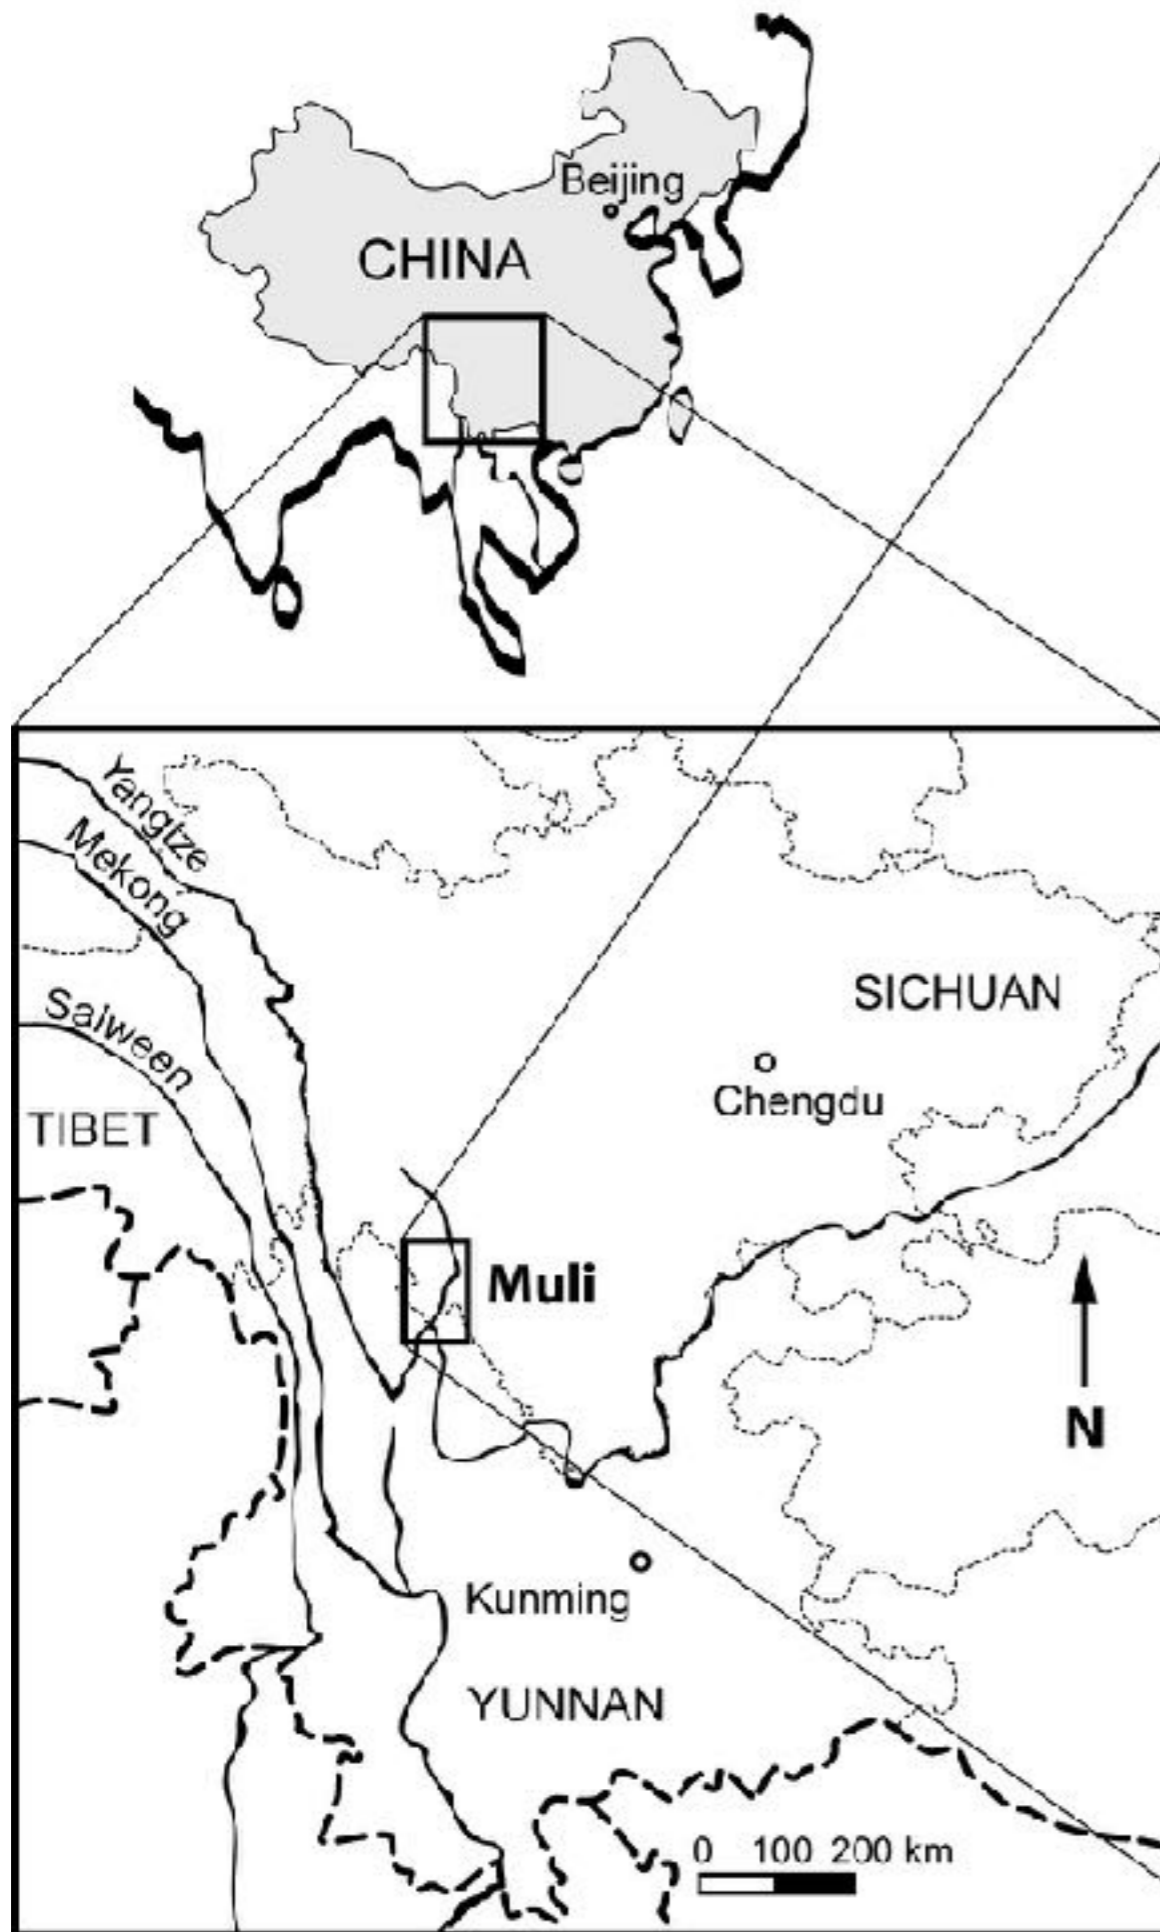 Beijing
CHINA
Yangtze
Mekong
Salween
TIBET
SICHUAN
Chengdu
Muli
N
Kunming
YUNNAN
0 100 200 km